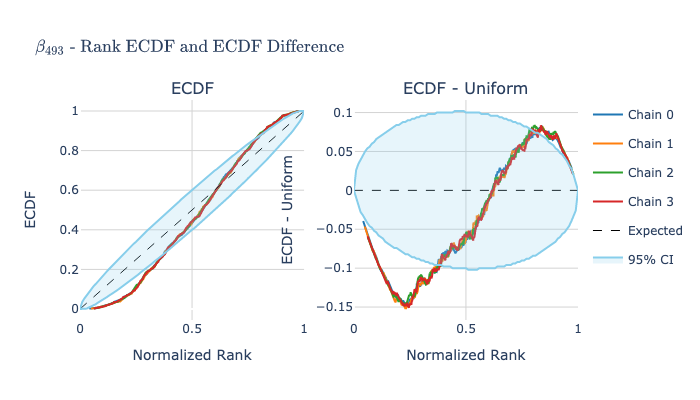 β₄₉₃ - Rank ECDF and ECDF Difference
ECDF
ECDF
1
0.8
0.6
0.4
0.2
0
0
0.5
1
Normalized Rank
ECDF - Uniform
ECDF - Uniform
0.1
0.05
0
−0.05
−0.1
−0.15
0
0.5
1
Normalized Rank
Chain 0
Chain 1
Chain 2
Chain 3
Expected
95% CI